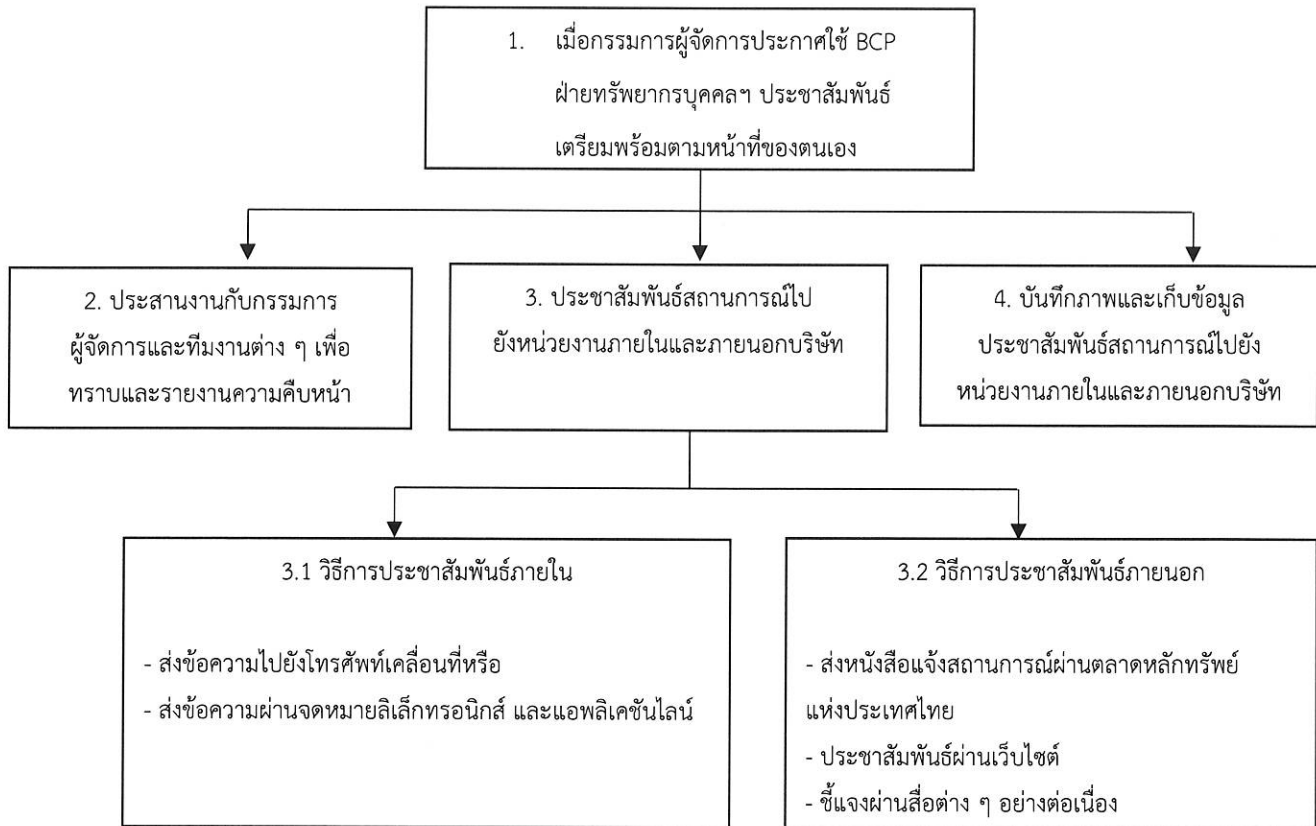 1. เมื่อกรรมการผู้จัดการประกาศใช้ BCP
ฝ่ายทรัพยากรบุคคลฯ ประชาสัมพันธ์
เตรียมพร้อมตามหน้าที่ของตนเอง
2. ประสานงานกับกรรมการ
ผู้จัดการและทีมงานต่าง ๆ เพื่อ
ทราบและรายงานความคืบหน้า
3. ประชาสัมพันธ์สถานการณ์ไป
ยังหน่วยงานภายในและภายนอกบริษัท
4. บันทึกภาพและเก็บข้อมูล
ประชาสัมพันธ์สถานการณ์ไปยัง
หน่วยงานภายในและภายนอกบริษัท
3.1 วิธีการประชาสัมพันธ์ภายใน
- ส่งข้อความไปยังโทรศัพท์เคลื่อนที่หรือ
- ส่งข้อความผ่านจดหมายลิเล็กทรอนิกส์ และแอพลิเคชันไลน์
3.2 วิธีการประชาสัมพันธ์ภายนอก
- ส่งหนังสือแจ้งสถานการณ์ผ่านตลาดหลักทรัพย์
แห่งประเทศไทย
- ประชาสัมพันธ์ผ่านเว็บไซต์
- ชี้แจงผ่านสื่อต่าง ๆ อย่างต่อเนื่อง